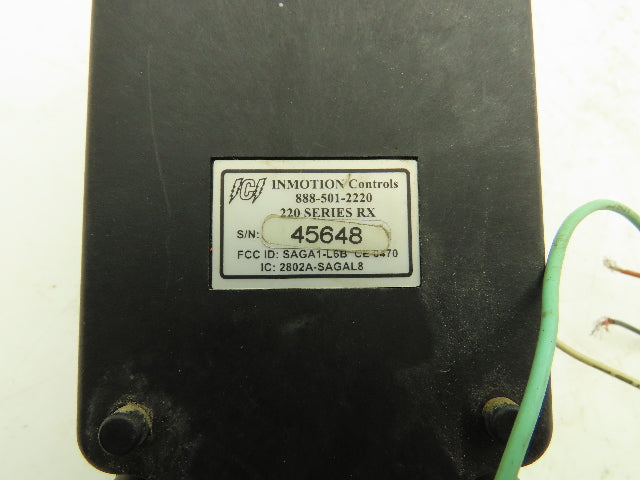 ICI INMOTION Controls
888-501-2220
220 SERIES RX
S/N: 45648
FCC ID: SAGA1-L6B CE 0470
IC: 2802A-SAGAL8